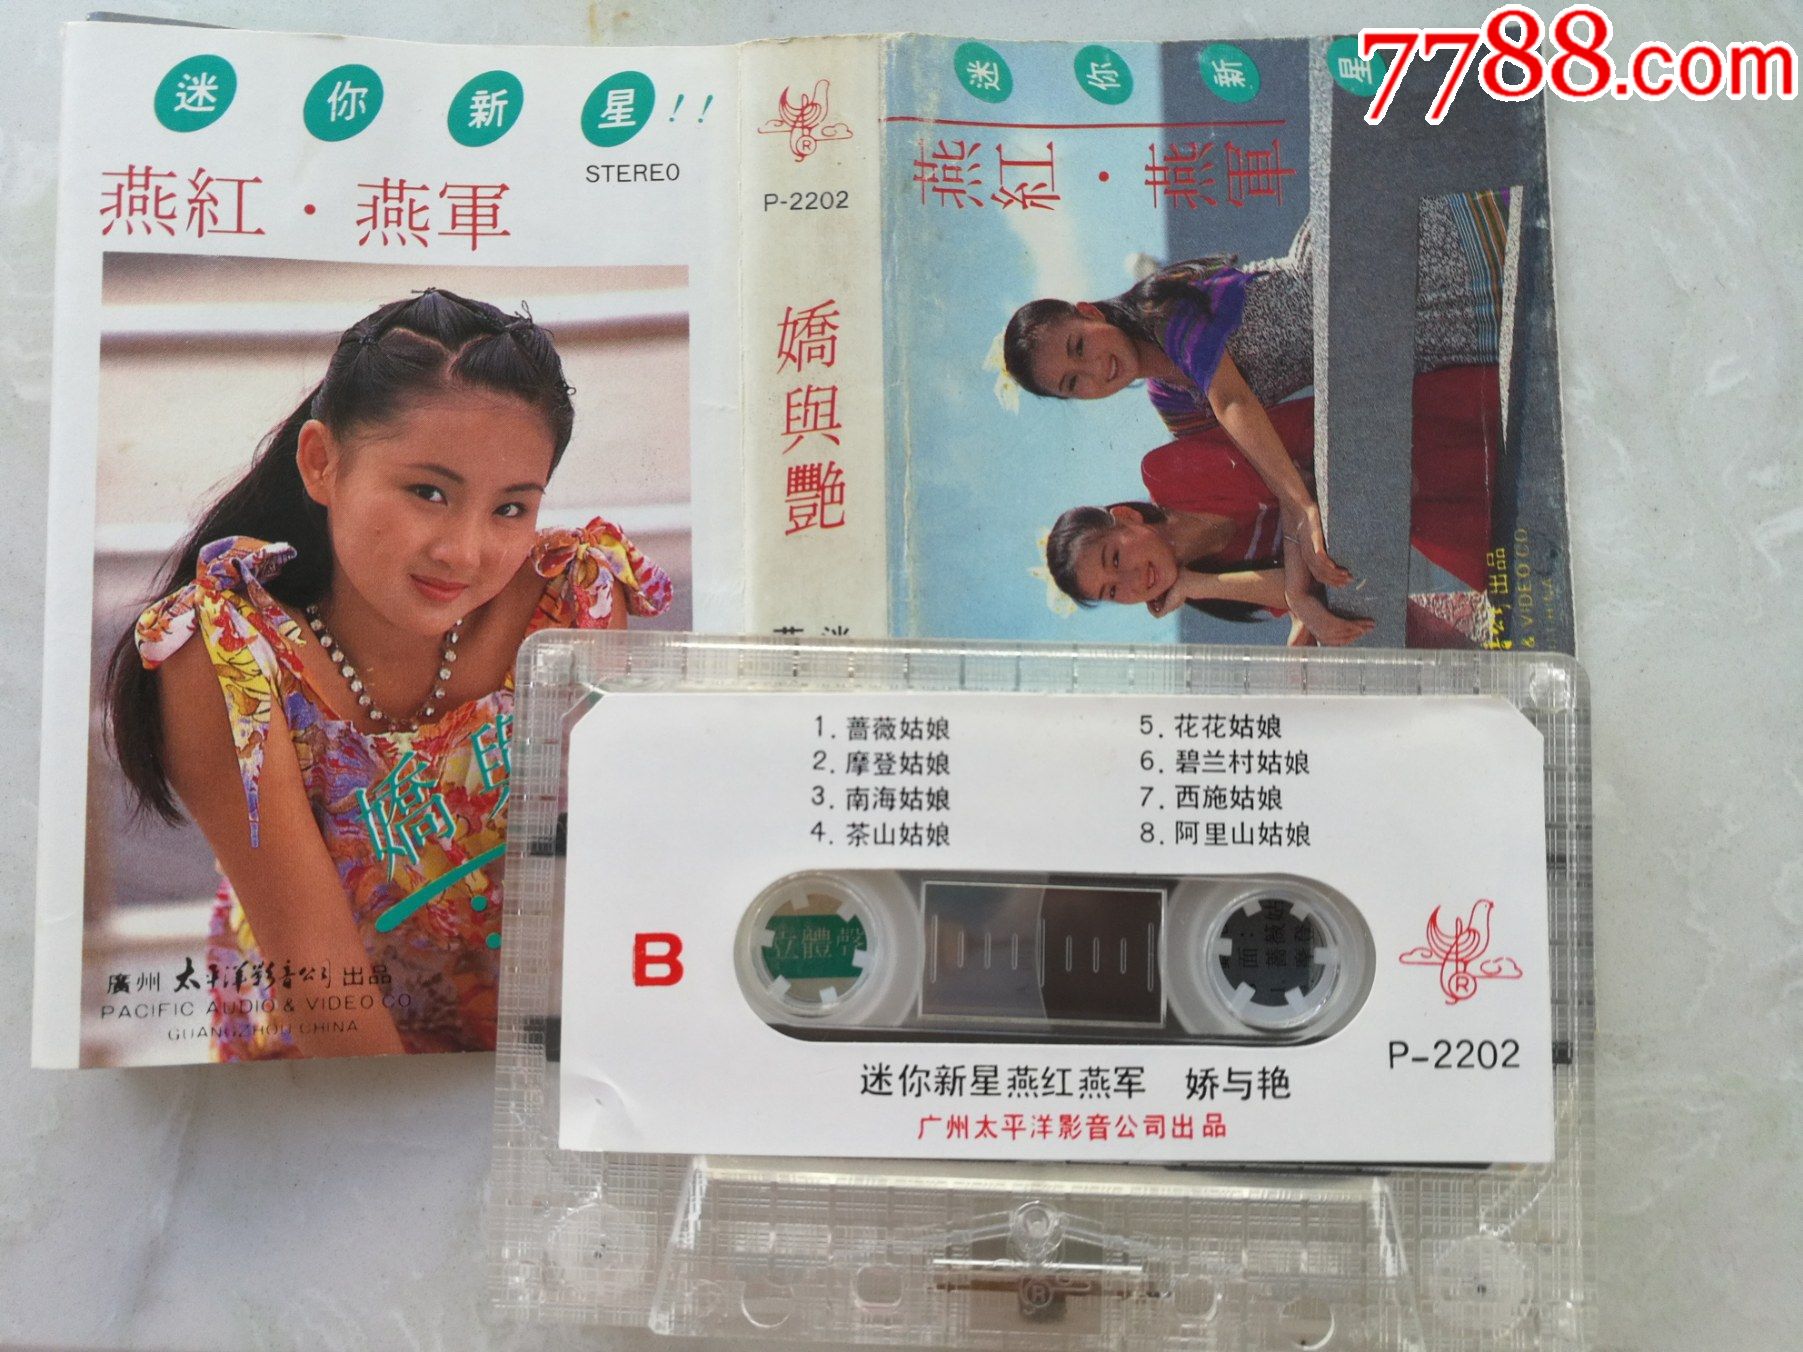 7788.com
迷你新星!!
STEREO
燕紅·燕軍
嬌
廣州太平洋影音公司出品
PACIFIC AUDIO & VIDEO CO
GUANGZHOU CHINA
R
P-2202
嬌與艷
迷你新星
燕紅·燕軍
出品
& VIDEO CO
1. 蔷薇姑娘
2. 摩登姑娘
3. 南海姑娘
4. 茶山姑娘
5. 花花姑娘
6. 碧兰村姑娘
7. 西施姑娘
8. 阿里山姑娘
B
R
P-2202
迷你新星燕红燕军 娇与艳
广州太平洋影音公司出品